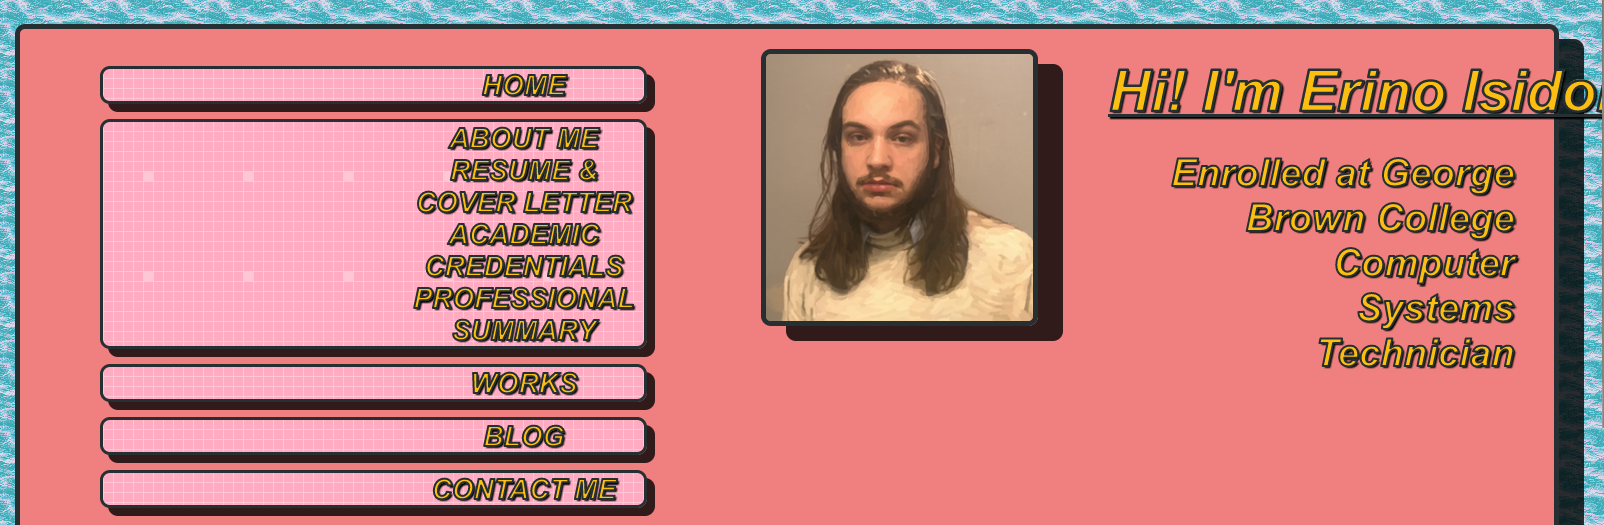 HOME
ABOUT ME
RESUME &
COVER LETTER
ACADEMIC
CREDENTIALS
PROFESSIONAL
SUMMARY
WORKS
BLOG
CONTACT ME
Hi! I'm Erino Isido
Enrolled at George
Brown College
Computer
Systems
Technician